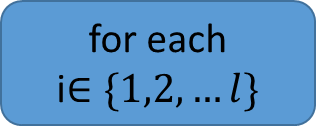 for each
i∈ {1,2, … l}